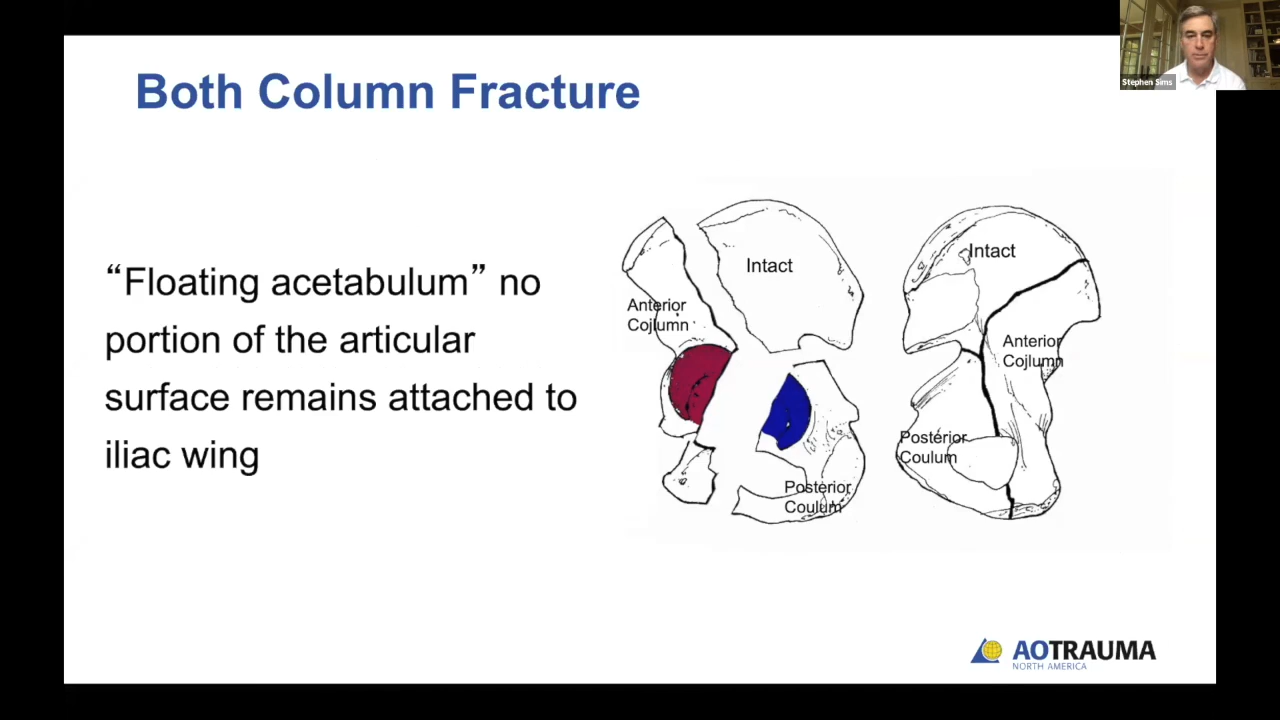 Both Column Fracture
Stephen Sims
“Floating acetabulum” no
portion of the articular
surface remains attached to
iliac wing
Intact
Anterior
Cojlumn
Posterior
Coulum
Intact
Anterior
Cojlumn
Posterior
Coulum
AOTRAUMA
NORTH AMERICA